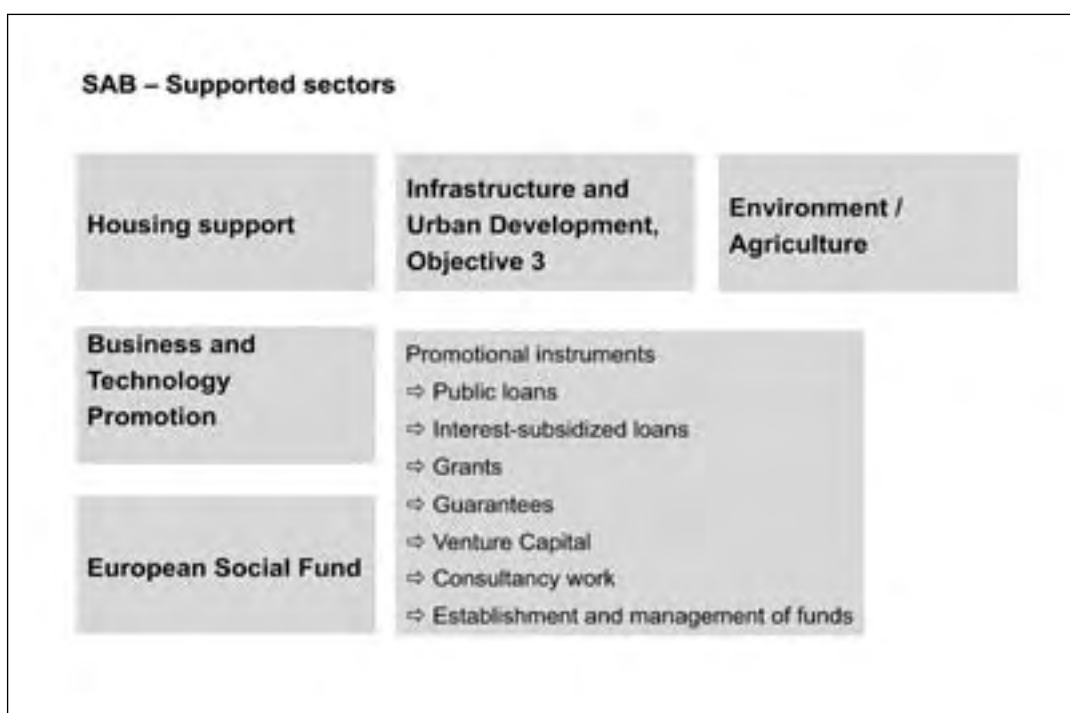 SAB – Supported sectors
Housing support
Infrastructure and
Urban Development,
Objective 3
Environment /
Agriculture
Business and
Technology
Promotion
European Social Fund
Promotional instruments
⇨ Public loans
⇨ Interest-subsidized loans
⇨ Grants
⇨ Guarantees
⇨ Venture Capital
⇨ Consultancy work
⇨ Establishment and management of funds